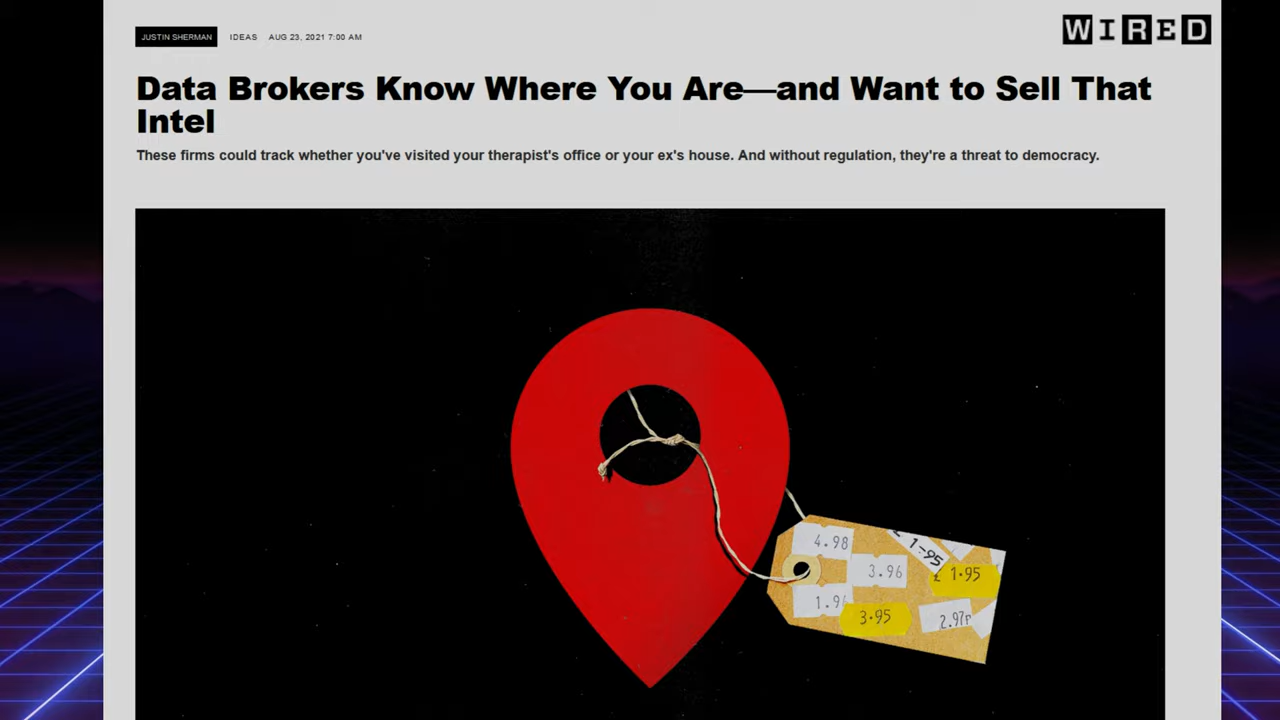 JUSTIN SHERMAN IDEAS AUG 23, 2021 7:00 AM
WIRED
Data Brokers Know Where You Are—and Want to Sell That
Intel
These firms could track whether you've visited your therapist's office or your ex's house. And without regulation, they're a threat to democracy.
4.98
1-95
3.96
£ 1·95
3·95
2.97P